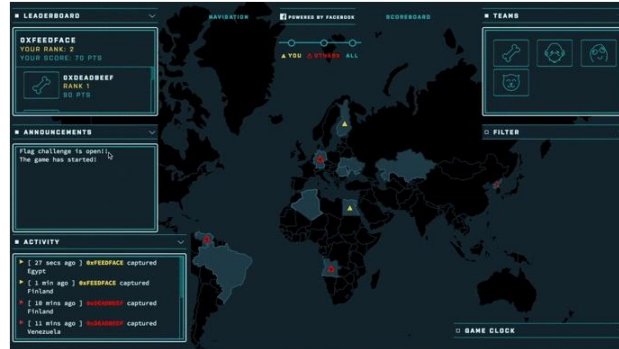 LEADERBOARD
0XFEEDFACE
YOUR RANK: 2
YOUR SCORE: 70 PTS
0XDEADBEEF
RANK 1
80 PTS
ANNOUNCEMENTS
Flag challenge is open!!
The game has started!
ACTIVITY
[ 27 secs ago ] 0xFEEDFACE captured
Egypt
[ 1 min ago ] 0xFEEDFACE captured
Finland
[ 10 mins ago ] 0xDEADBEEF captured
Finland
[ 11 mins ago ] 0xDEADBEEF captured
Venezuela
NAVIGATION
f POWERED BY FACEBOOK
SCOREBOARD
YOU OTHERS ALL
TEAMS
FILTER
GAME CLOCK